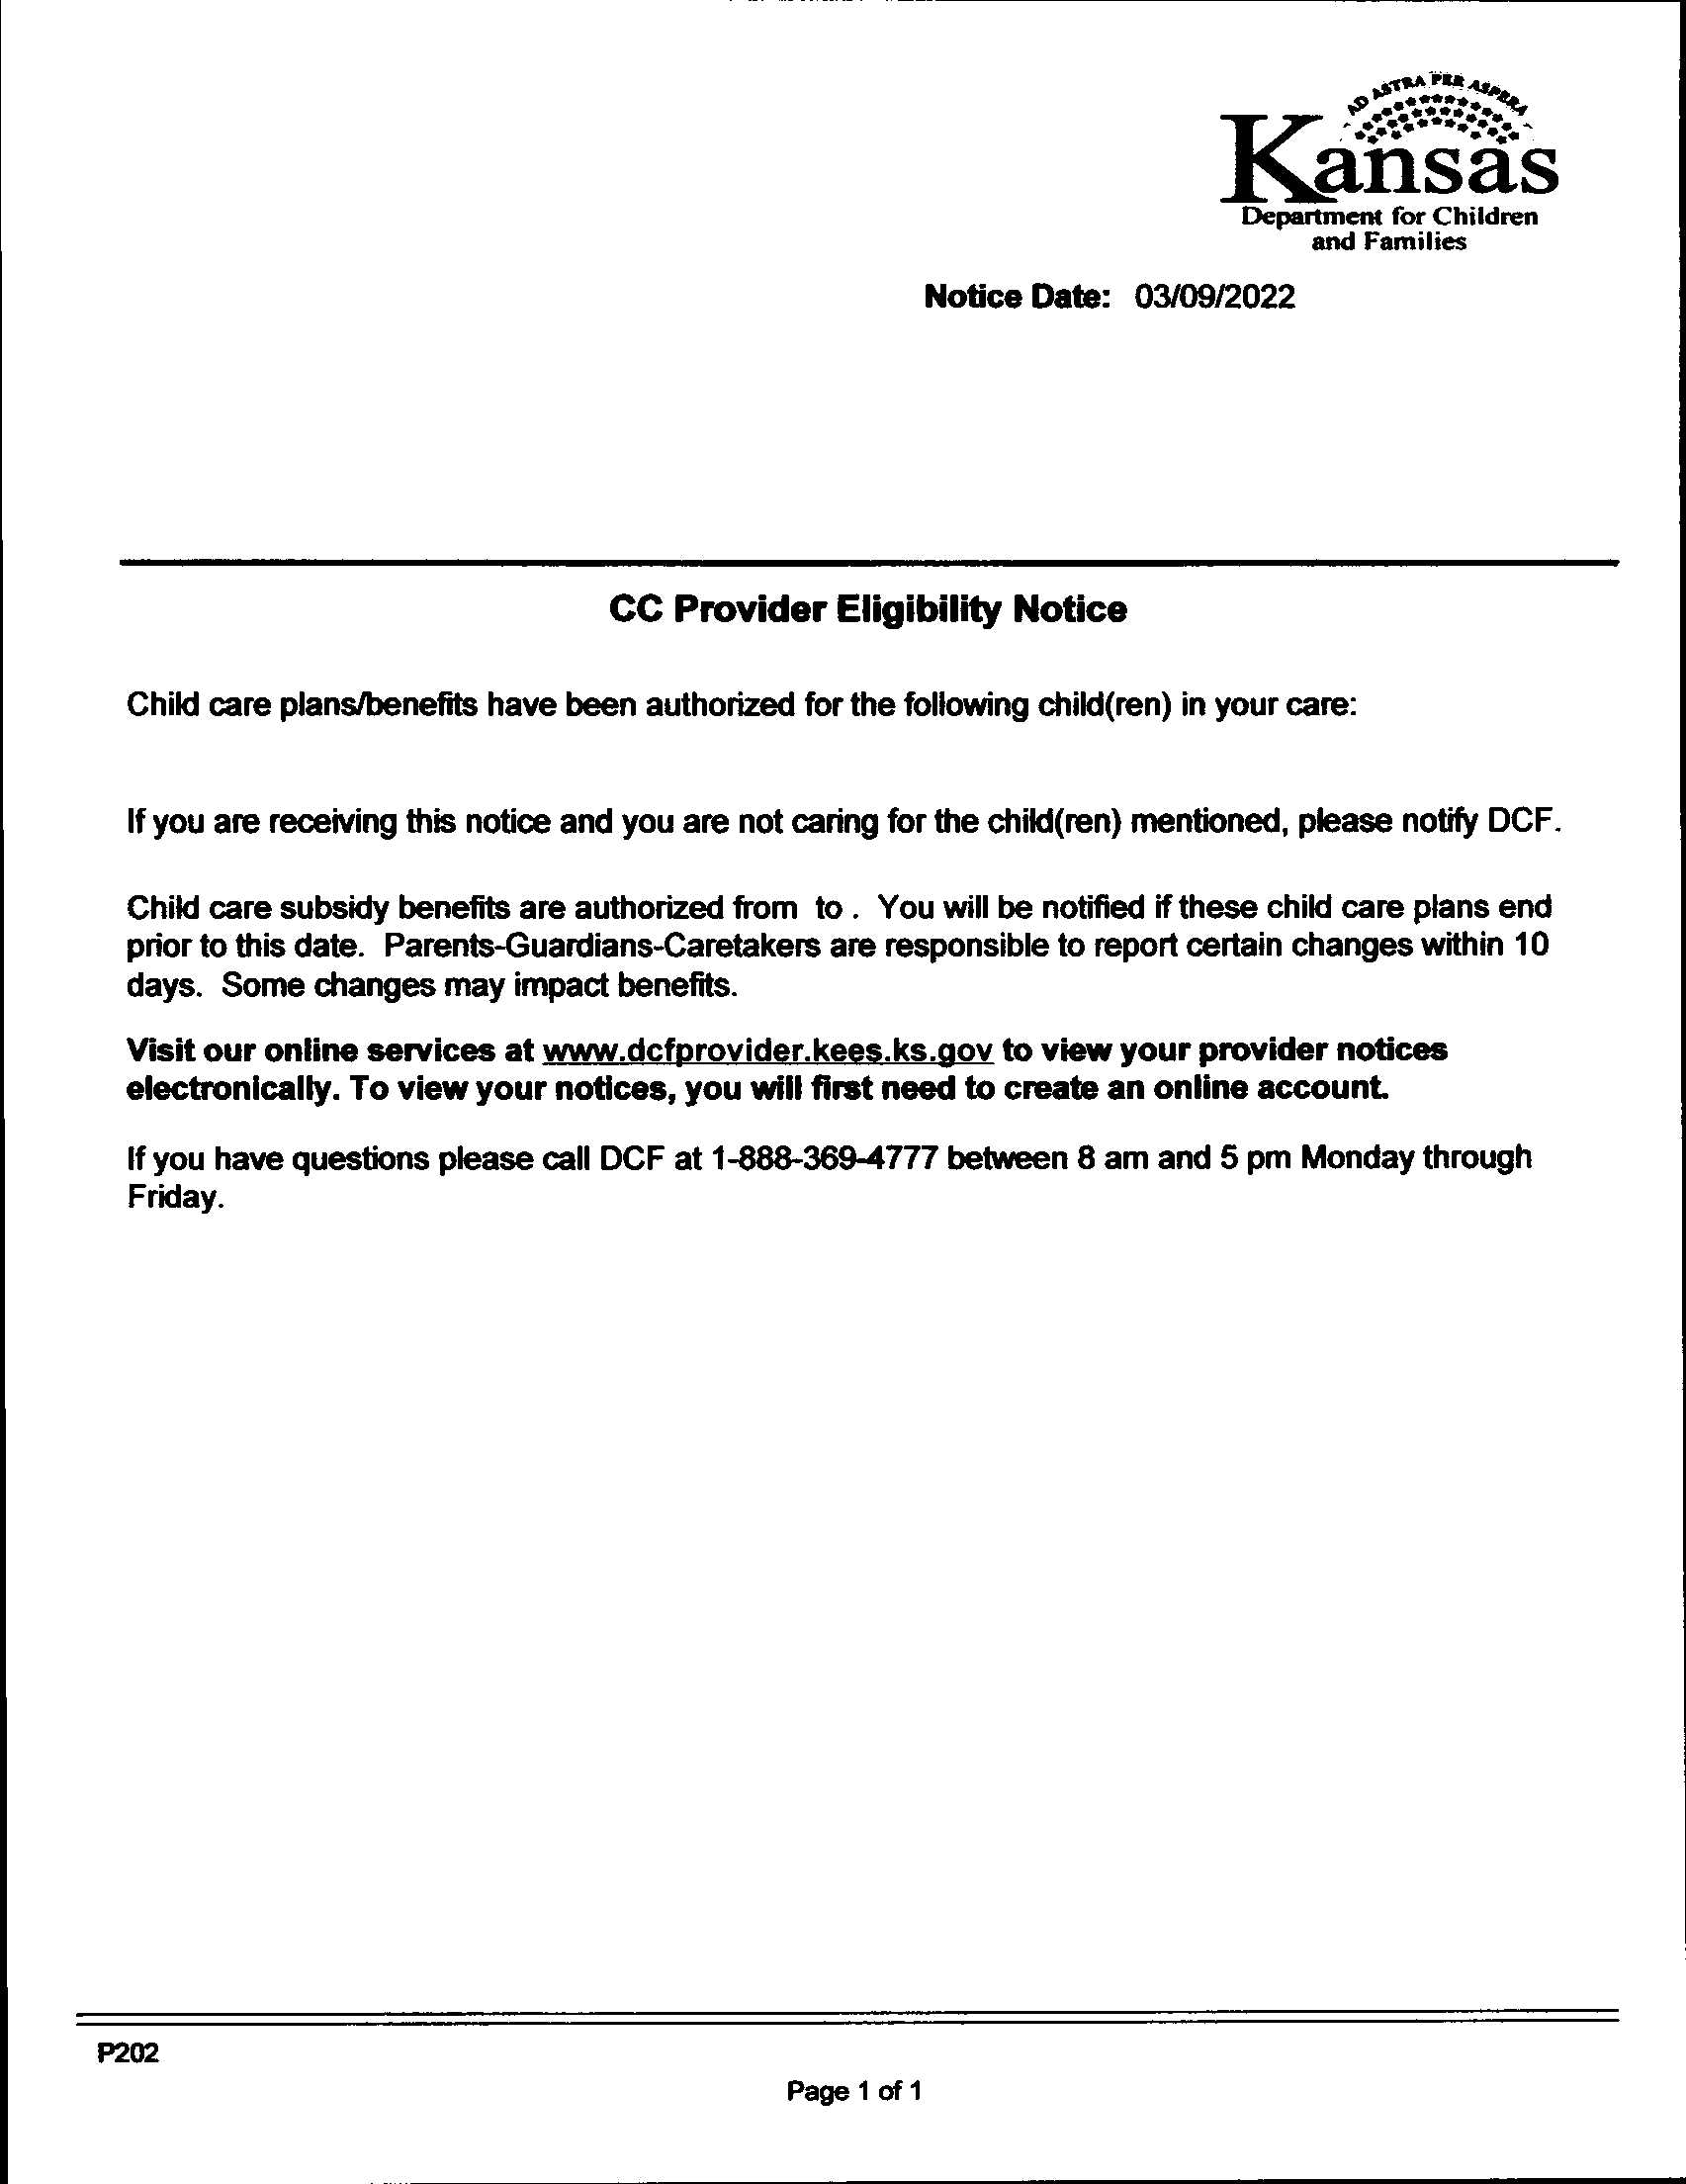 AD ASTRA PER ASPERA
Kansas
Department for Children
and Families
Notice Date: 03/09/2022
CC Provider Eligibility Notice
Child care plans/benefits have been authorized for the following child(ren) in your care:
If you are receiving this notice and you are not caring for the child(ren) mentioned, please notify DCF.
Child care subsidy benefits are authorized from  to .  You will be notified if these child care plans end
prior to this date.  Parents-Guardians-Caretakers are responsible to report certain changes within 10
days.  Some changes may impact benefits.
Visit our online services at www.dcfprovider.kees.ks.gov to view your provider notices
electronically. To view your notices, you will first need to create an online account.
If you have questions please call DCF at 1-888-369-4777 between 8 am and 5 pm Monday through
Friday.
P202
Page 1 of 1